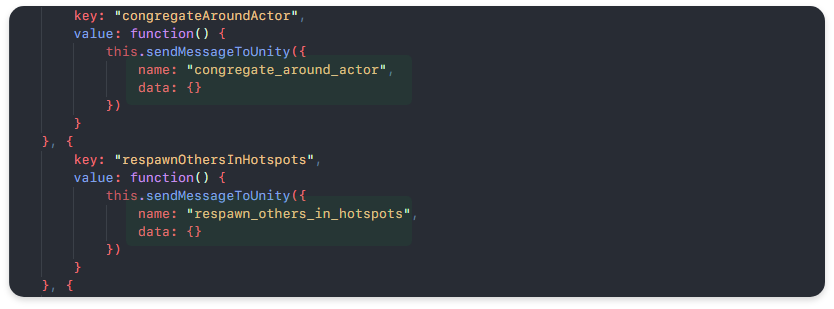 key: "congregateAroundActor",
value: function() {
this.sendMessageToUnity({
name: "congregate_around_actor",
data: {}
})
}
}, {
key: "respawnOthersInHotspots",
value: function() {
this.sendMessageToUnity({
name: "respawn_others_in_hotspots",
data: {}
})
}
}, {